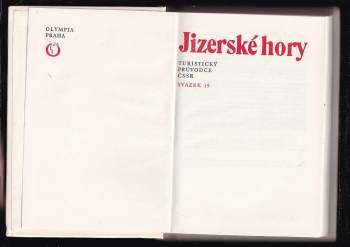 OLYMPIA
PRAHA
Jizerské hory
TURISTICKÝ
PRŮVODCE
ČSSR
SVAZEK 19